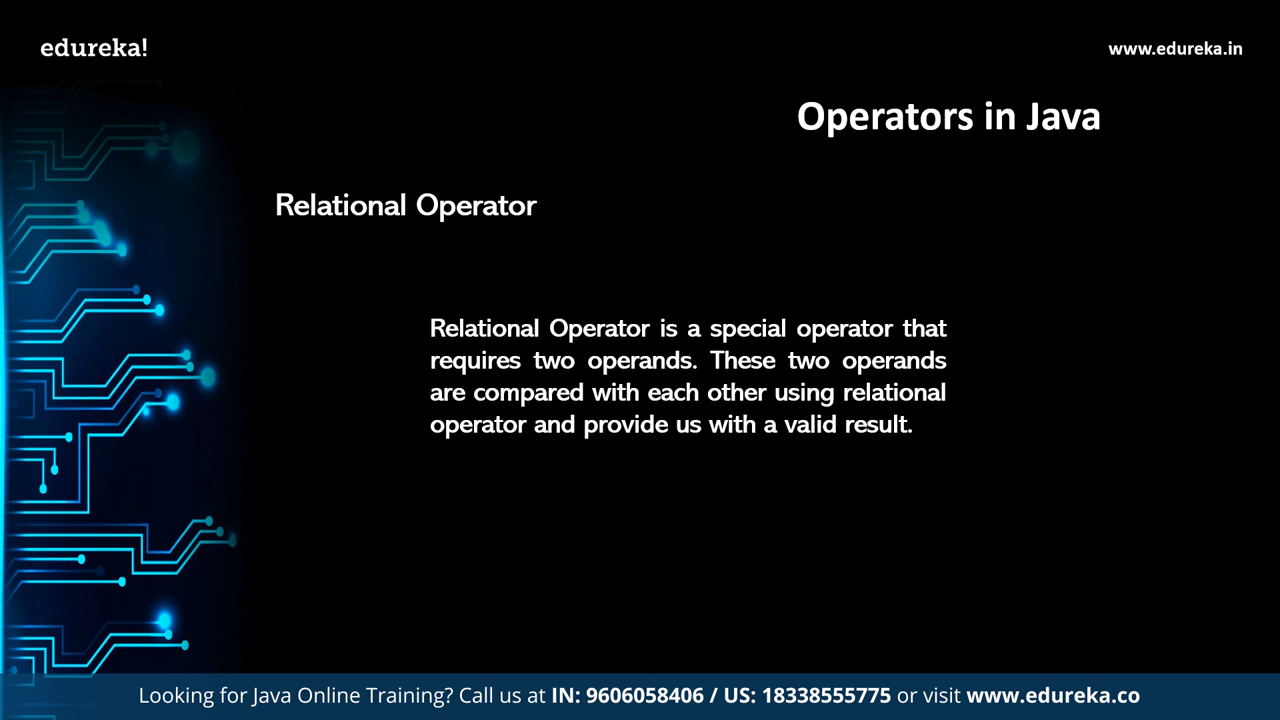 edureka!
www.edureka.in
Operators in Java
Relational Operator
Relational Operator is a special operator that
requires two operands. These two operands
are compared with each other using relational
operator and provide us with a valid result.
Looking for Java Online Training? Call us at IN: 9606058406 / US: 18338555775 or visit www.edureka.co